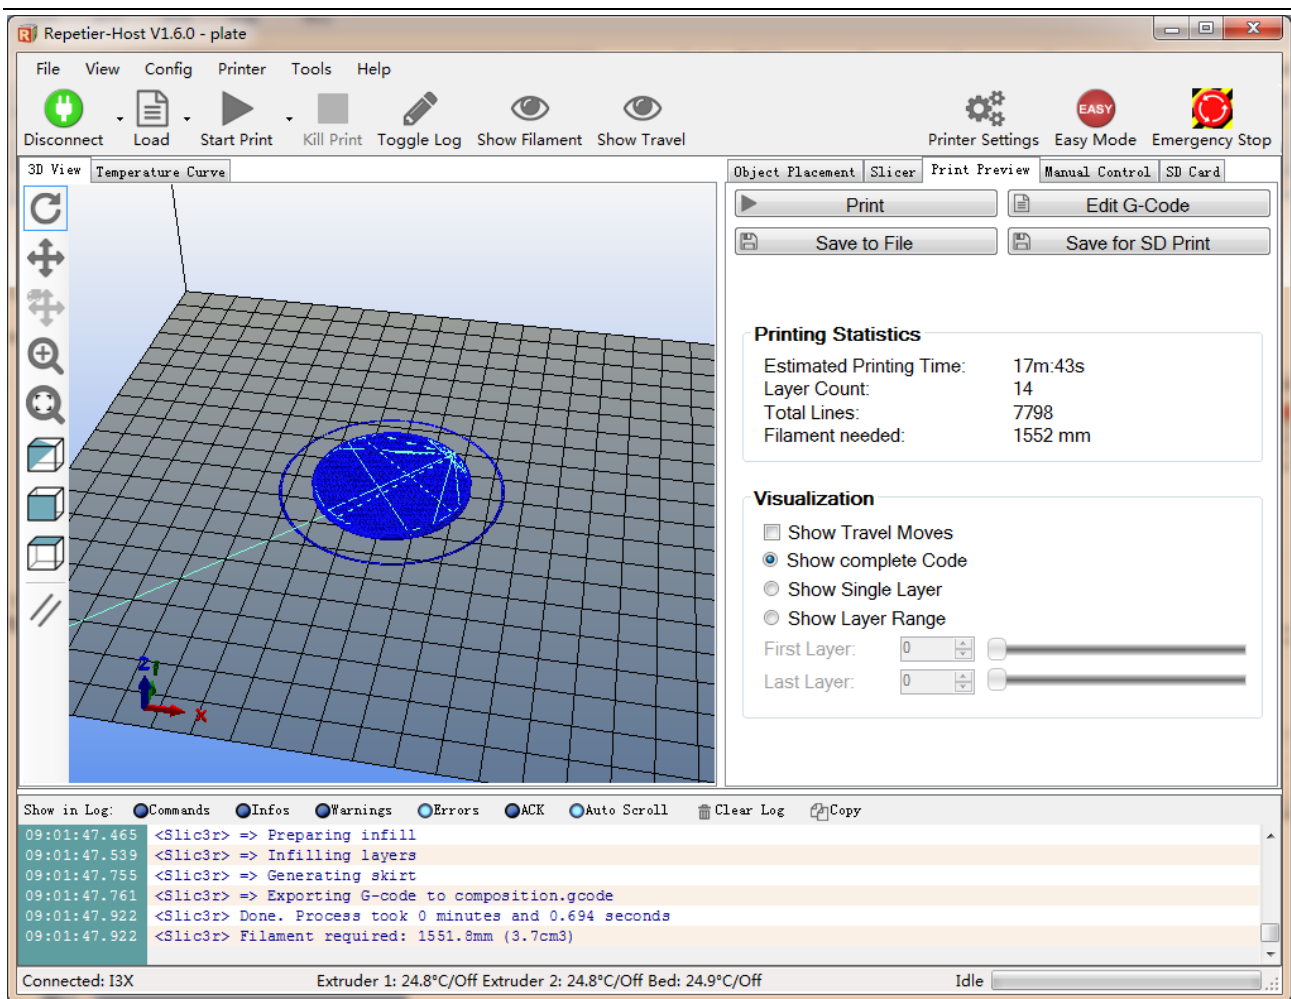 Repetier-Host V1.6.0 - plate
File View Config Printer Tools Help
EASY
Disconnect Load Start Print Kill Print Toggle Log Show Filament Show Travel Printer Settings Easy Mode Emergency Stop
3D View Temperature Curve
Object Placement Slicer Print Preview Manual Control SD Card
Print Edit G-Code
Save to File Save for SD Print
Printing Statistics
Estimated Printing Time: 17m:43s
Layer Count: 14
Total Lines: 7798
Filament needed: 1552 mm
Visualization
Show Travel Moves
Show complete Code
Show Single Layer
Show Layer Range
First Layer: 0
Last Layer: 0
Z
X
Show in Log: Commands Infos Warnings Errors ACK Auto Scroll Clear Log Copy
09:01:47.465 <Slic3r> => Preparing infill
09:01:47.539 <Slic3r> => Infilling layers
09:01:47.755 <Slic3r> => Generating skirt
09:01:47.761 <Slic3r> => Exporting G-code to composition.gcode
09:01:47.922 <Slic3r> Done. Process took 0 minutes and 0.694 seconds
09:01:47.922 <Slic3r> Filament required: 1551.8mm (3.7cm3)
Connected: I3X Extruder 1: 24.8°C/Off Extruder 2: 24.8°C/Off Bed: 24.9°C/Off Idle